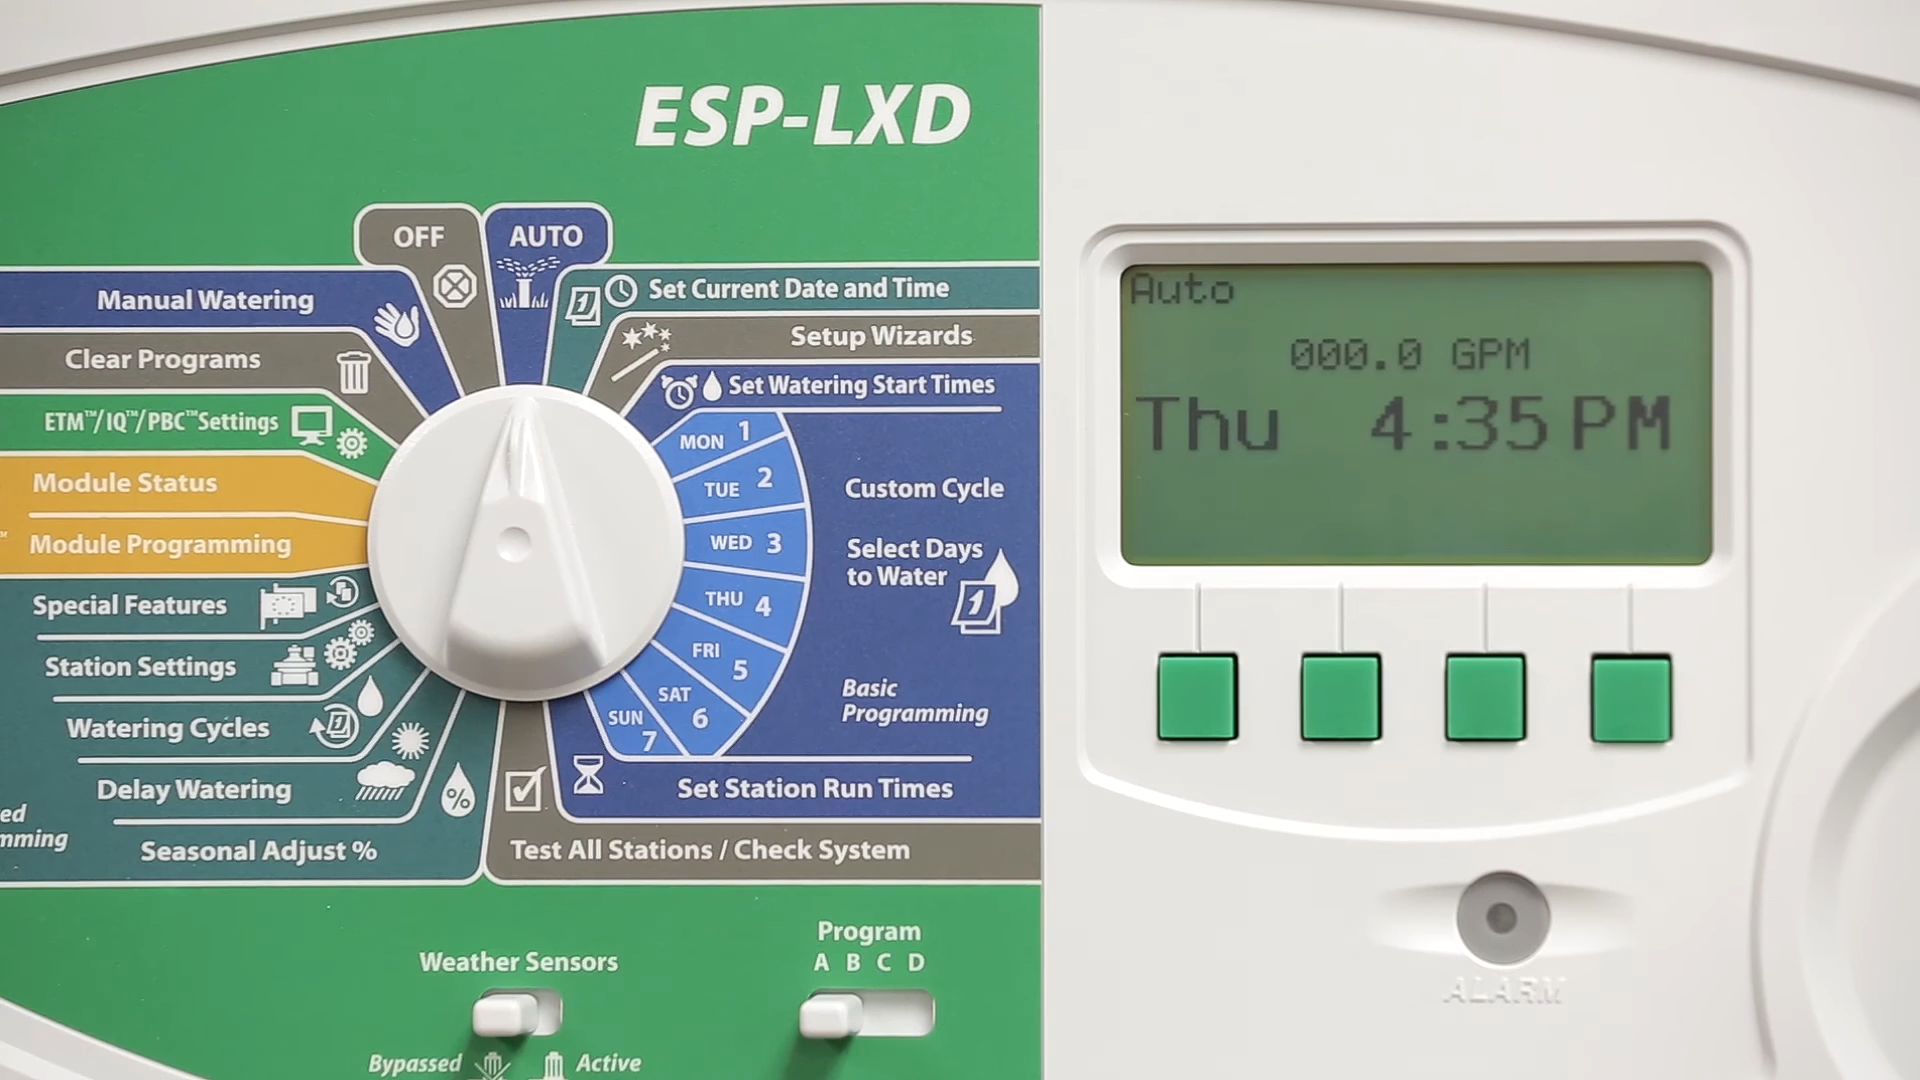 ESP-LXD
OFF
AUTO
Manual Watering
Clear Programs
ETM™/IQ™/PBC™Settings
Module Status
Module Programming
Special Features
Station Settings
Watering Cycles
Delay Watering
Seasonal Adjust %
ed
mming
1
Set Current Date and Time
Setup Wizards
Set Watering Start Times
MON 1
TUE 2
WED 3
THU 4
FRI 5
SAT 6
SUN 7
Custom Cycle
Select Days
to Water
1
Basic
Programming
Set Station Run Times
Test All Stations / Check System
1
%
Weather Sensors
Bypassed
Active
Program
A B C D
Auto
000.0 GPM
Thu 4:35 PM
ALARM